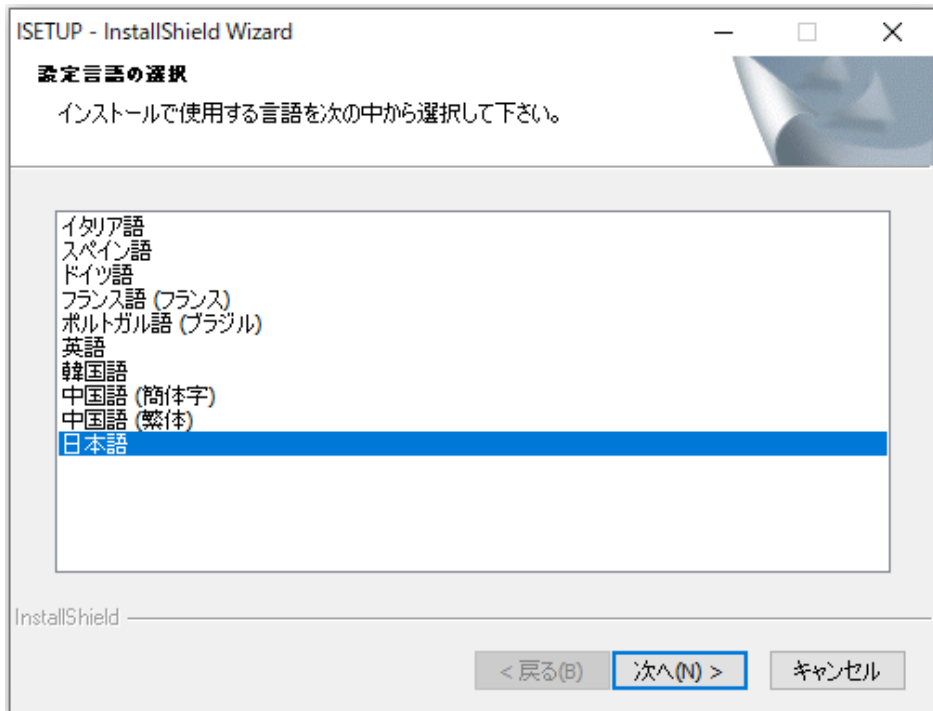 ISETUP - InstallShield Wizard
設定言語の選択
インストールで使用する言語を次の中から選択して下さい。
イタリア語
スペイン語
ドイツ語
フランス語 (フランス)
ポルトガル語 (ブラジル)
英語
韓国語
中国語 (簡体字)
中国語 (繁体)
日本語
InstallShield
< 戻る(B)
次へ(N) >
キャンセル